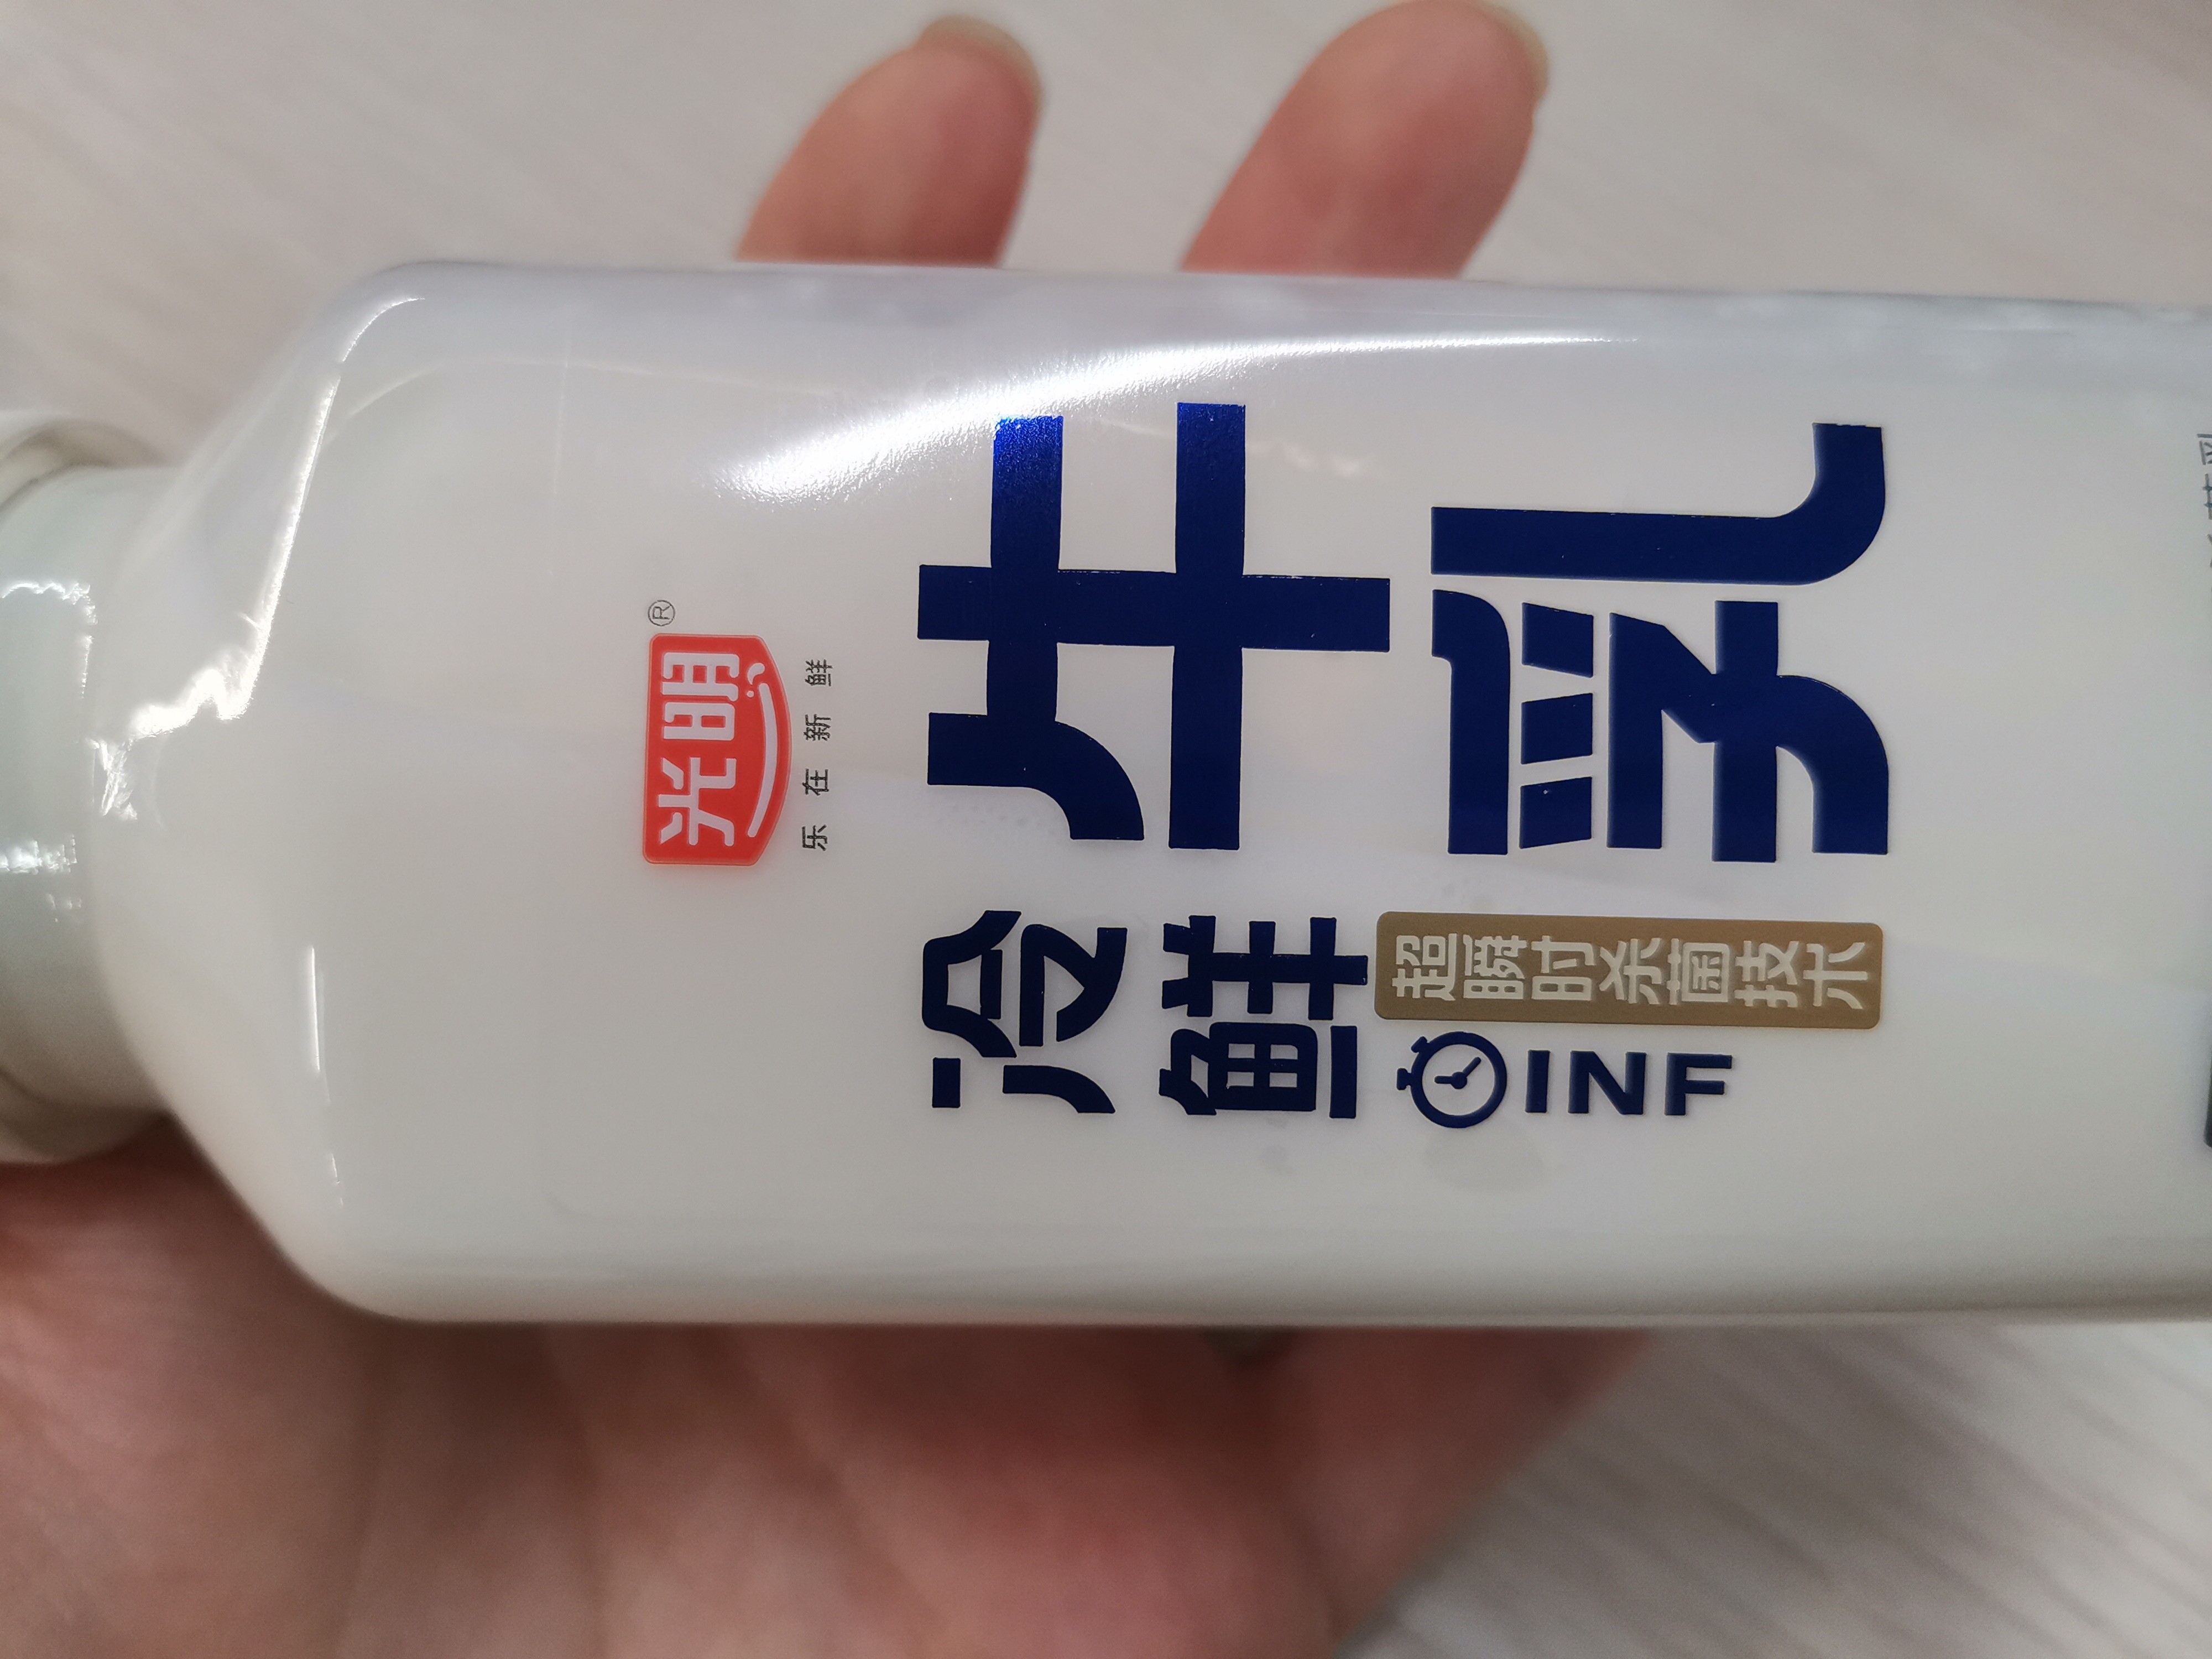 光明®
乐在新鲜
冷鲜
牛乳
INF
超瞬时杀菌技术